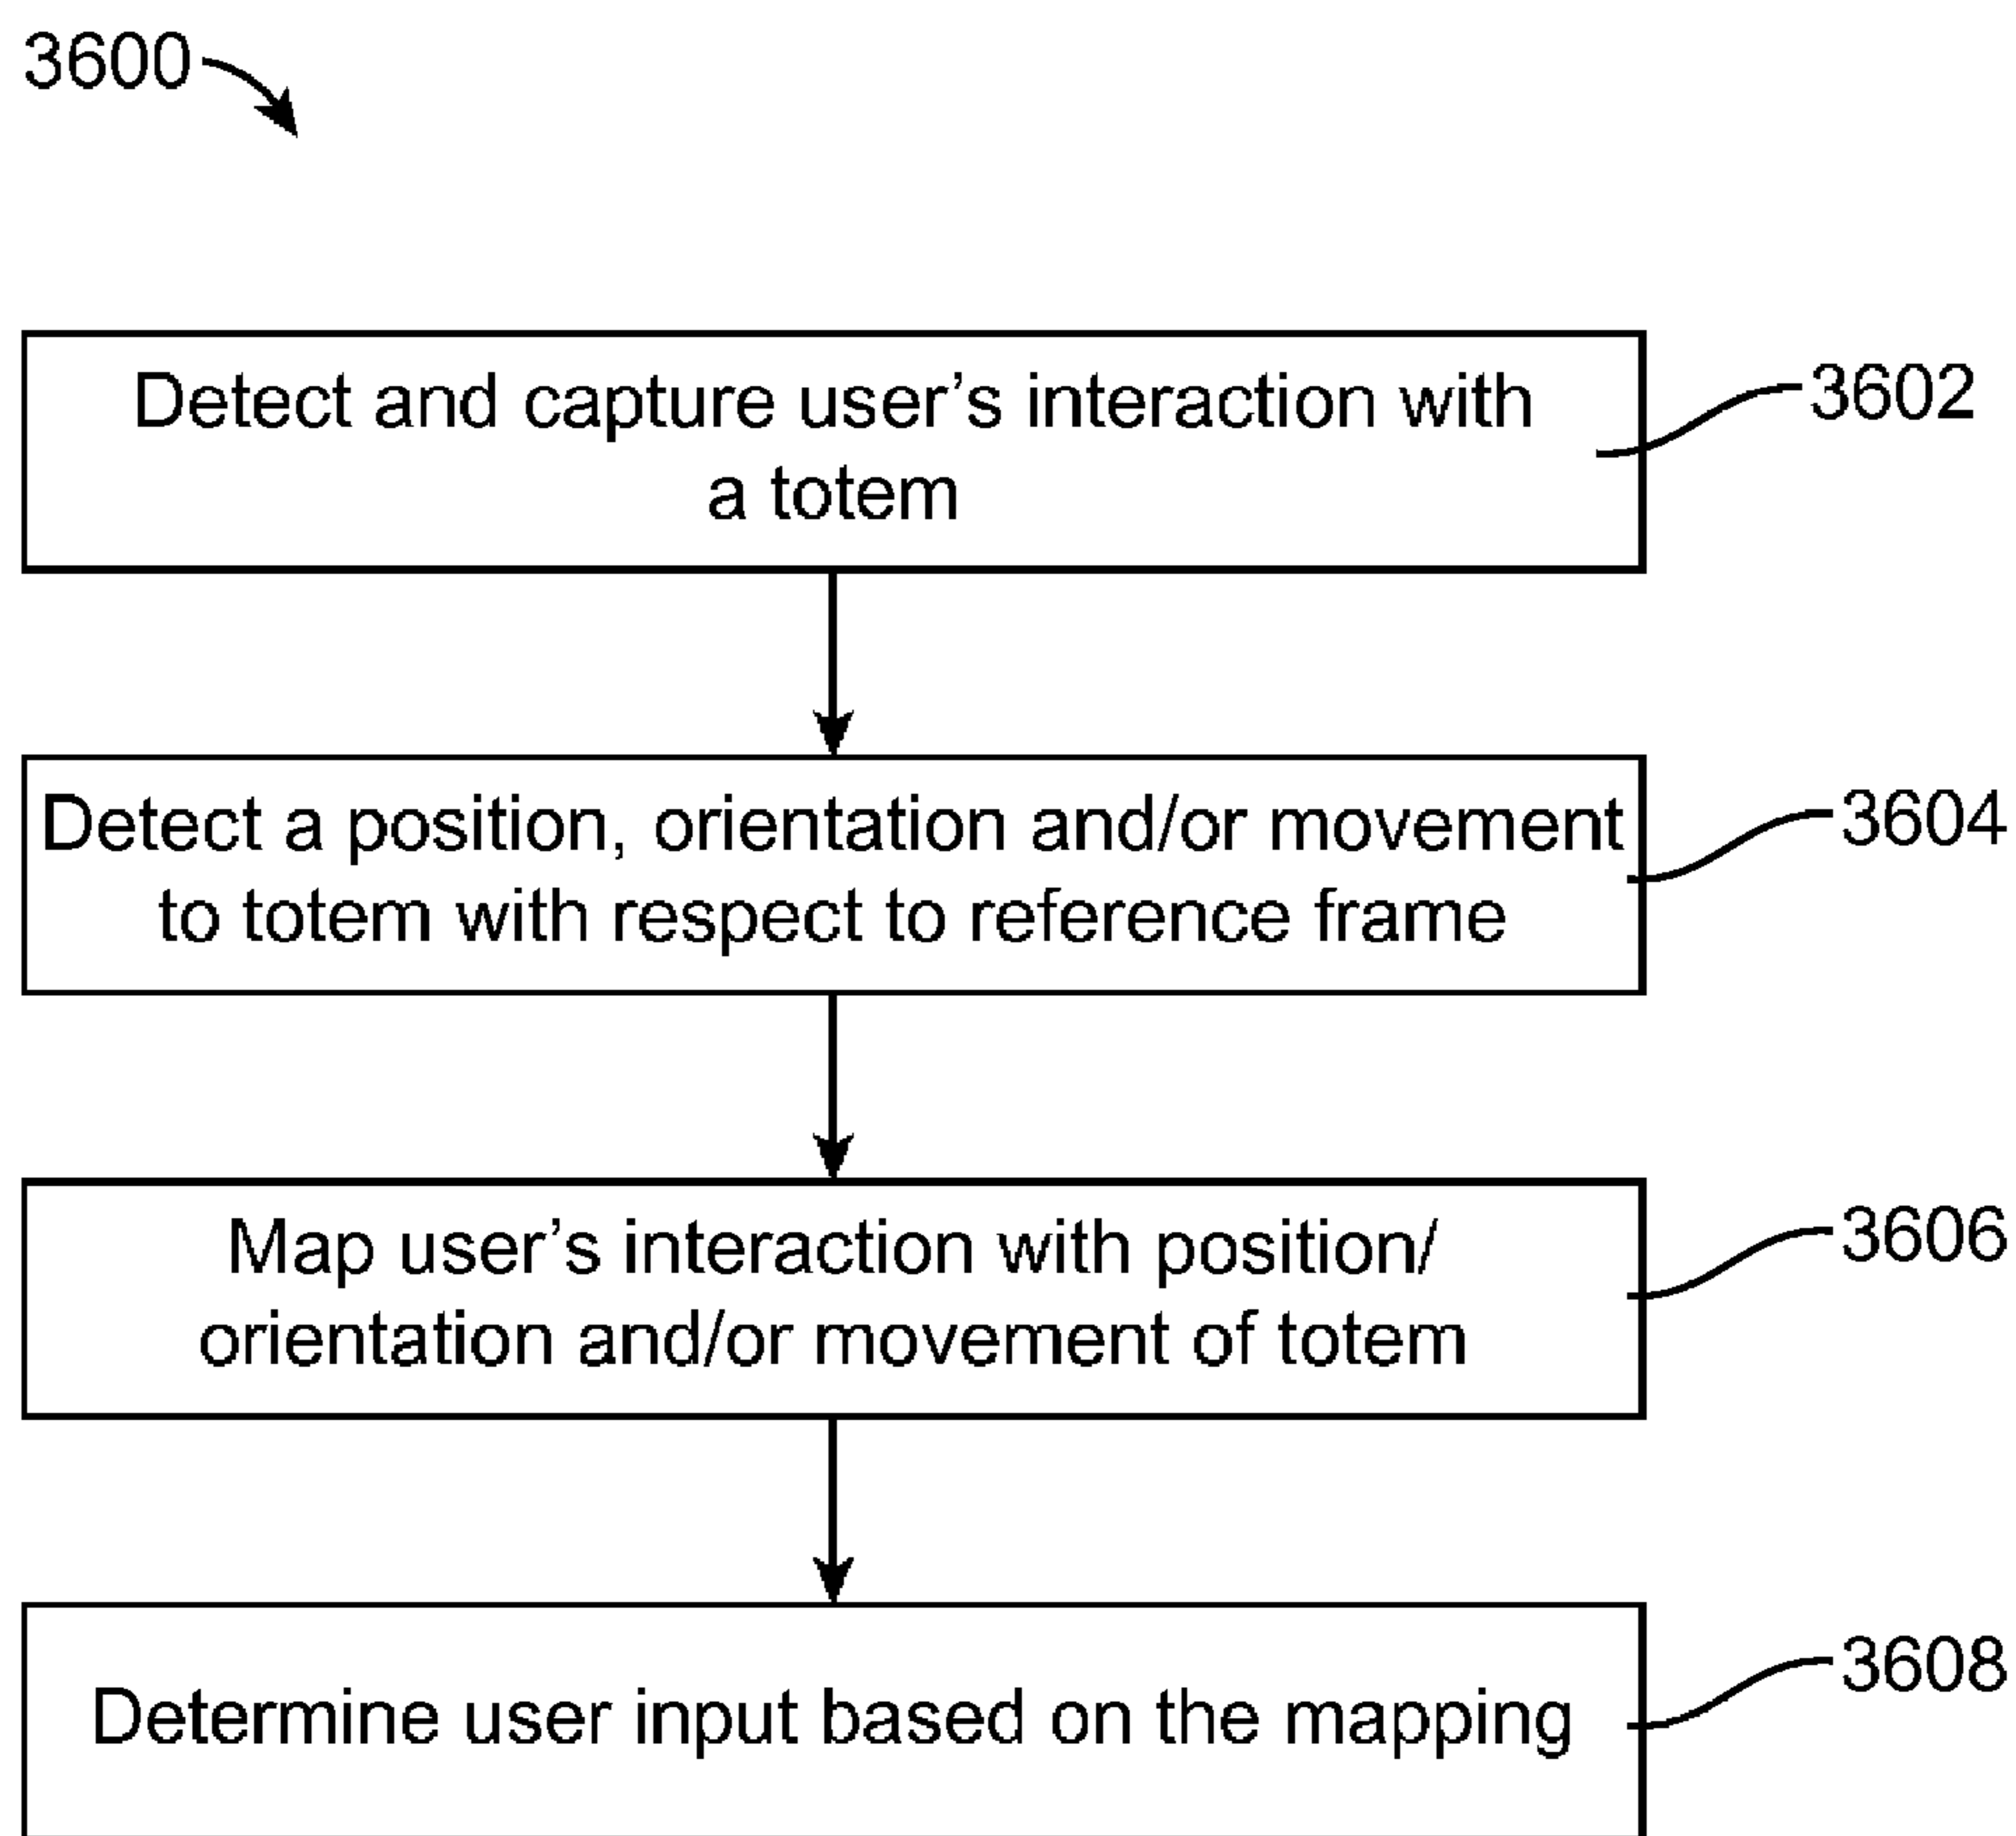 3600
Detect and capture user’s interaction with
a totem
3602
Detect a position, orientation and/or movement
to totem with respect to reference frame
3604
Map user’s interaction with position/
orientation and/or movement of totem
3606
Determine user input based on the mapping
3608